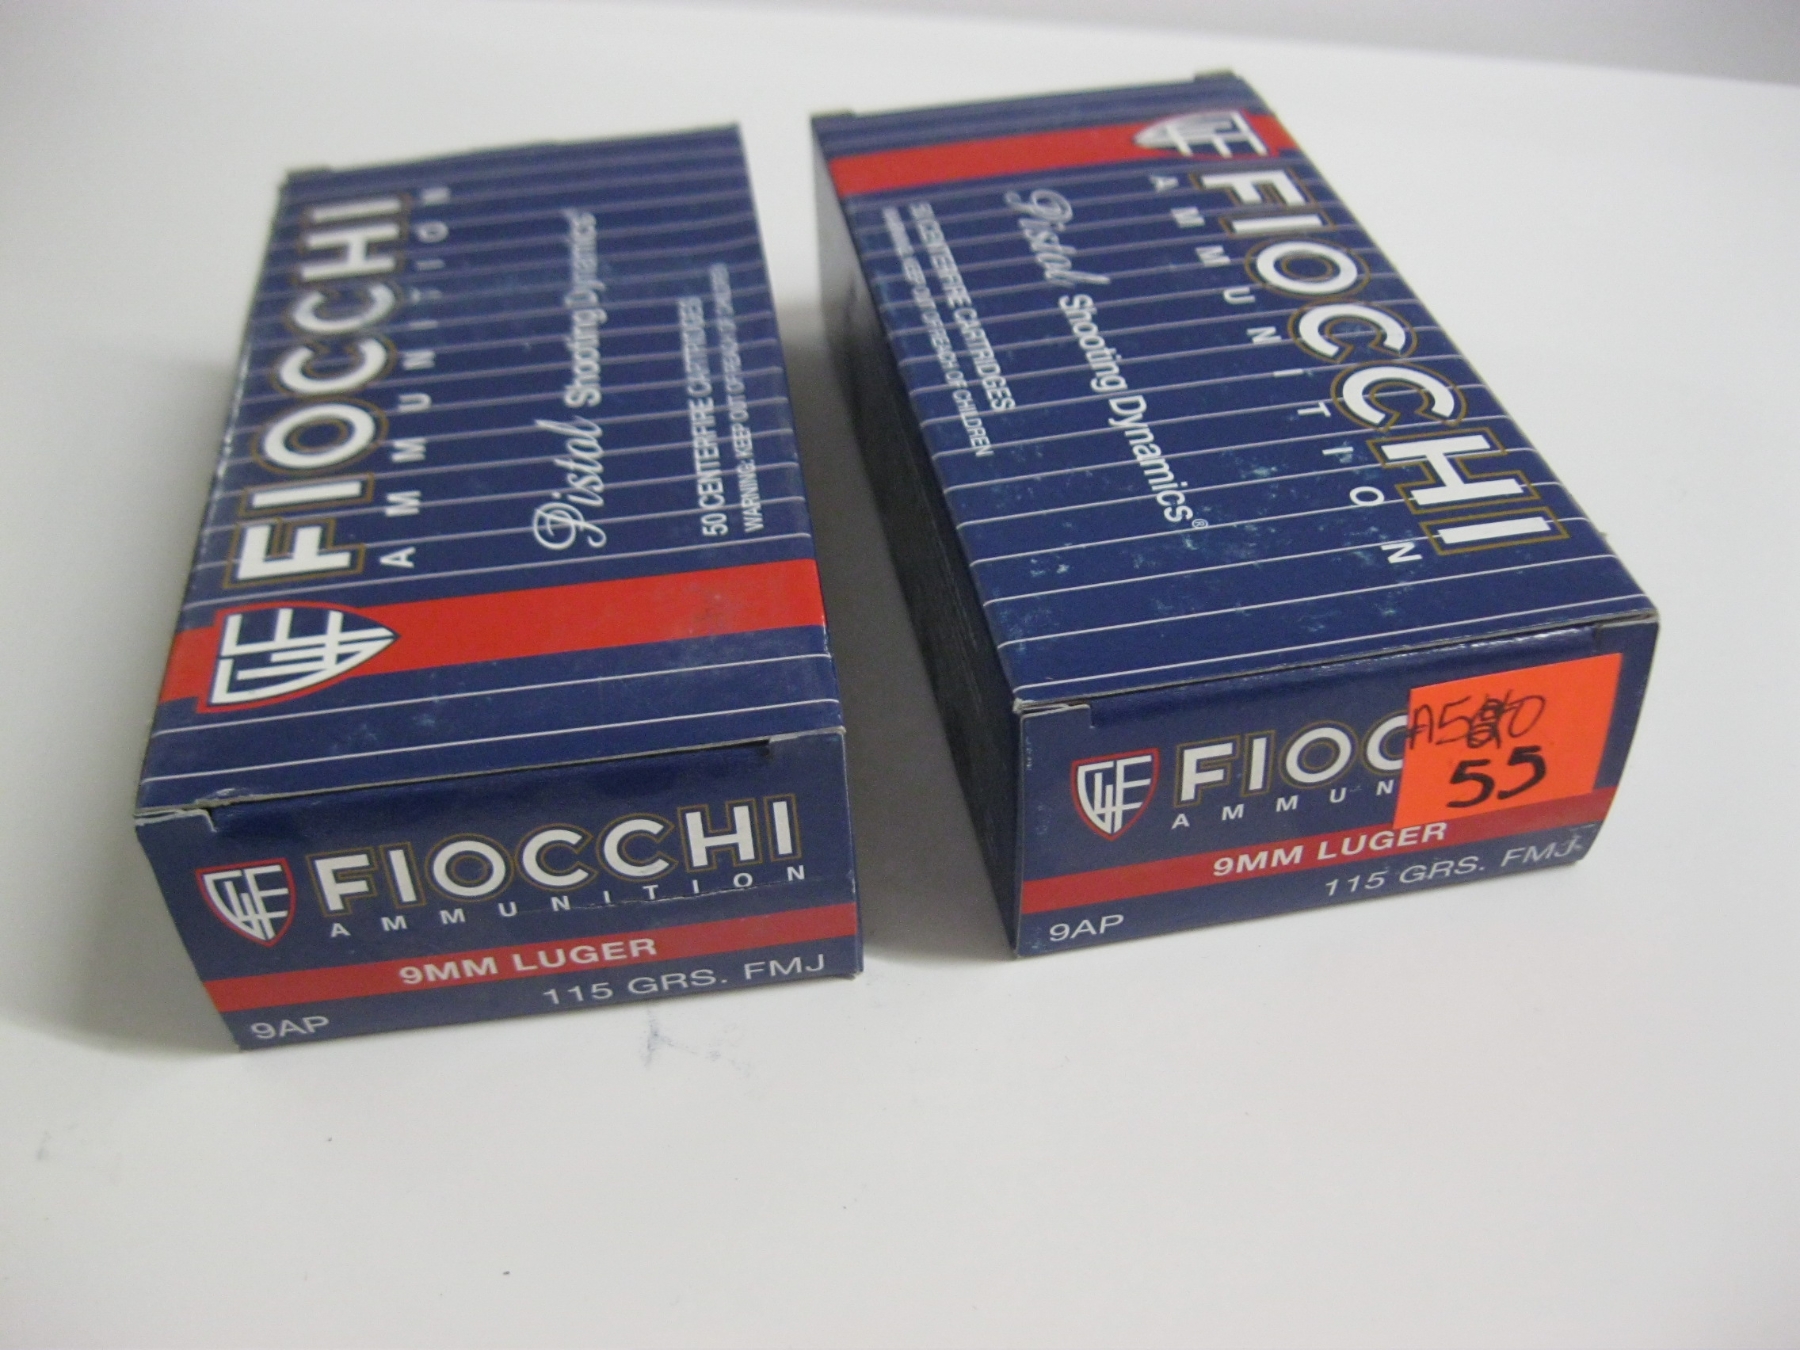 FIOCCHI
AMMUNITION
Pistol Shooting Dynamics
50 CENTERFIRE CARTRIDGES
WARNING: KEEP OUT OF REACH OF CHILDREN
FIOCCHI
AMMUNITION
9MM LUGER
115 GRS. FMJ
9AP
FIOCCHI
AMMUNITION
Pistol Shooting Dynamics®
50 CENTERFIRE CARTRIDGES
WARNING: KEEP OUT OF REACH OF CHILDREN
FIOC
AMMUN
55
9MM LUGER
115 GRS. FMJ
9AP